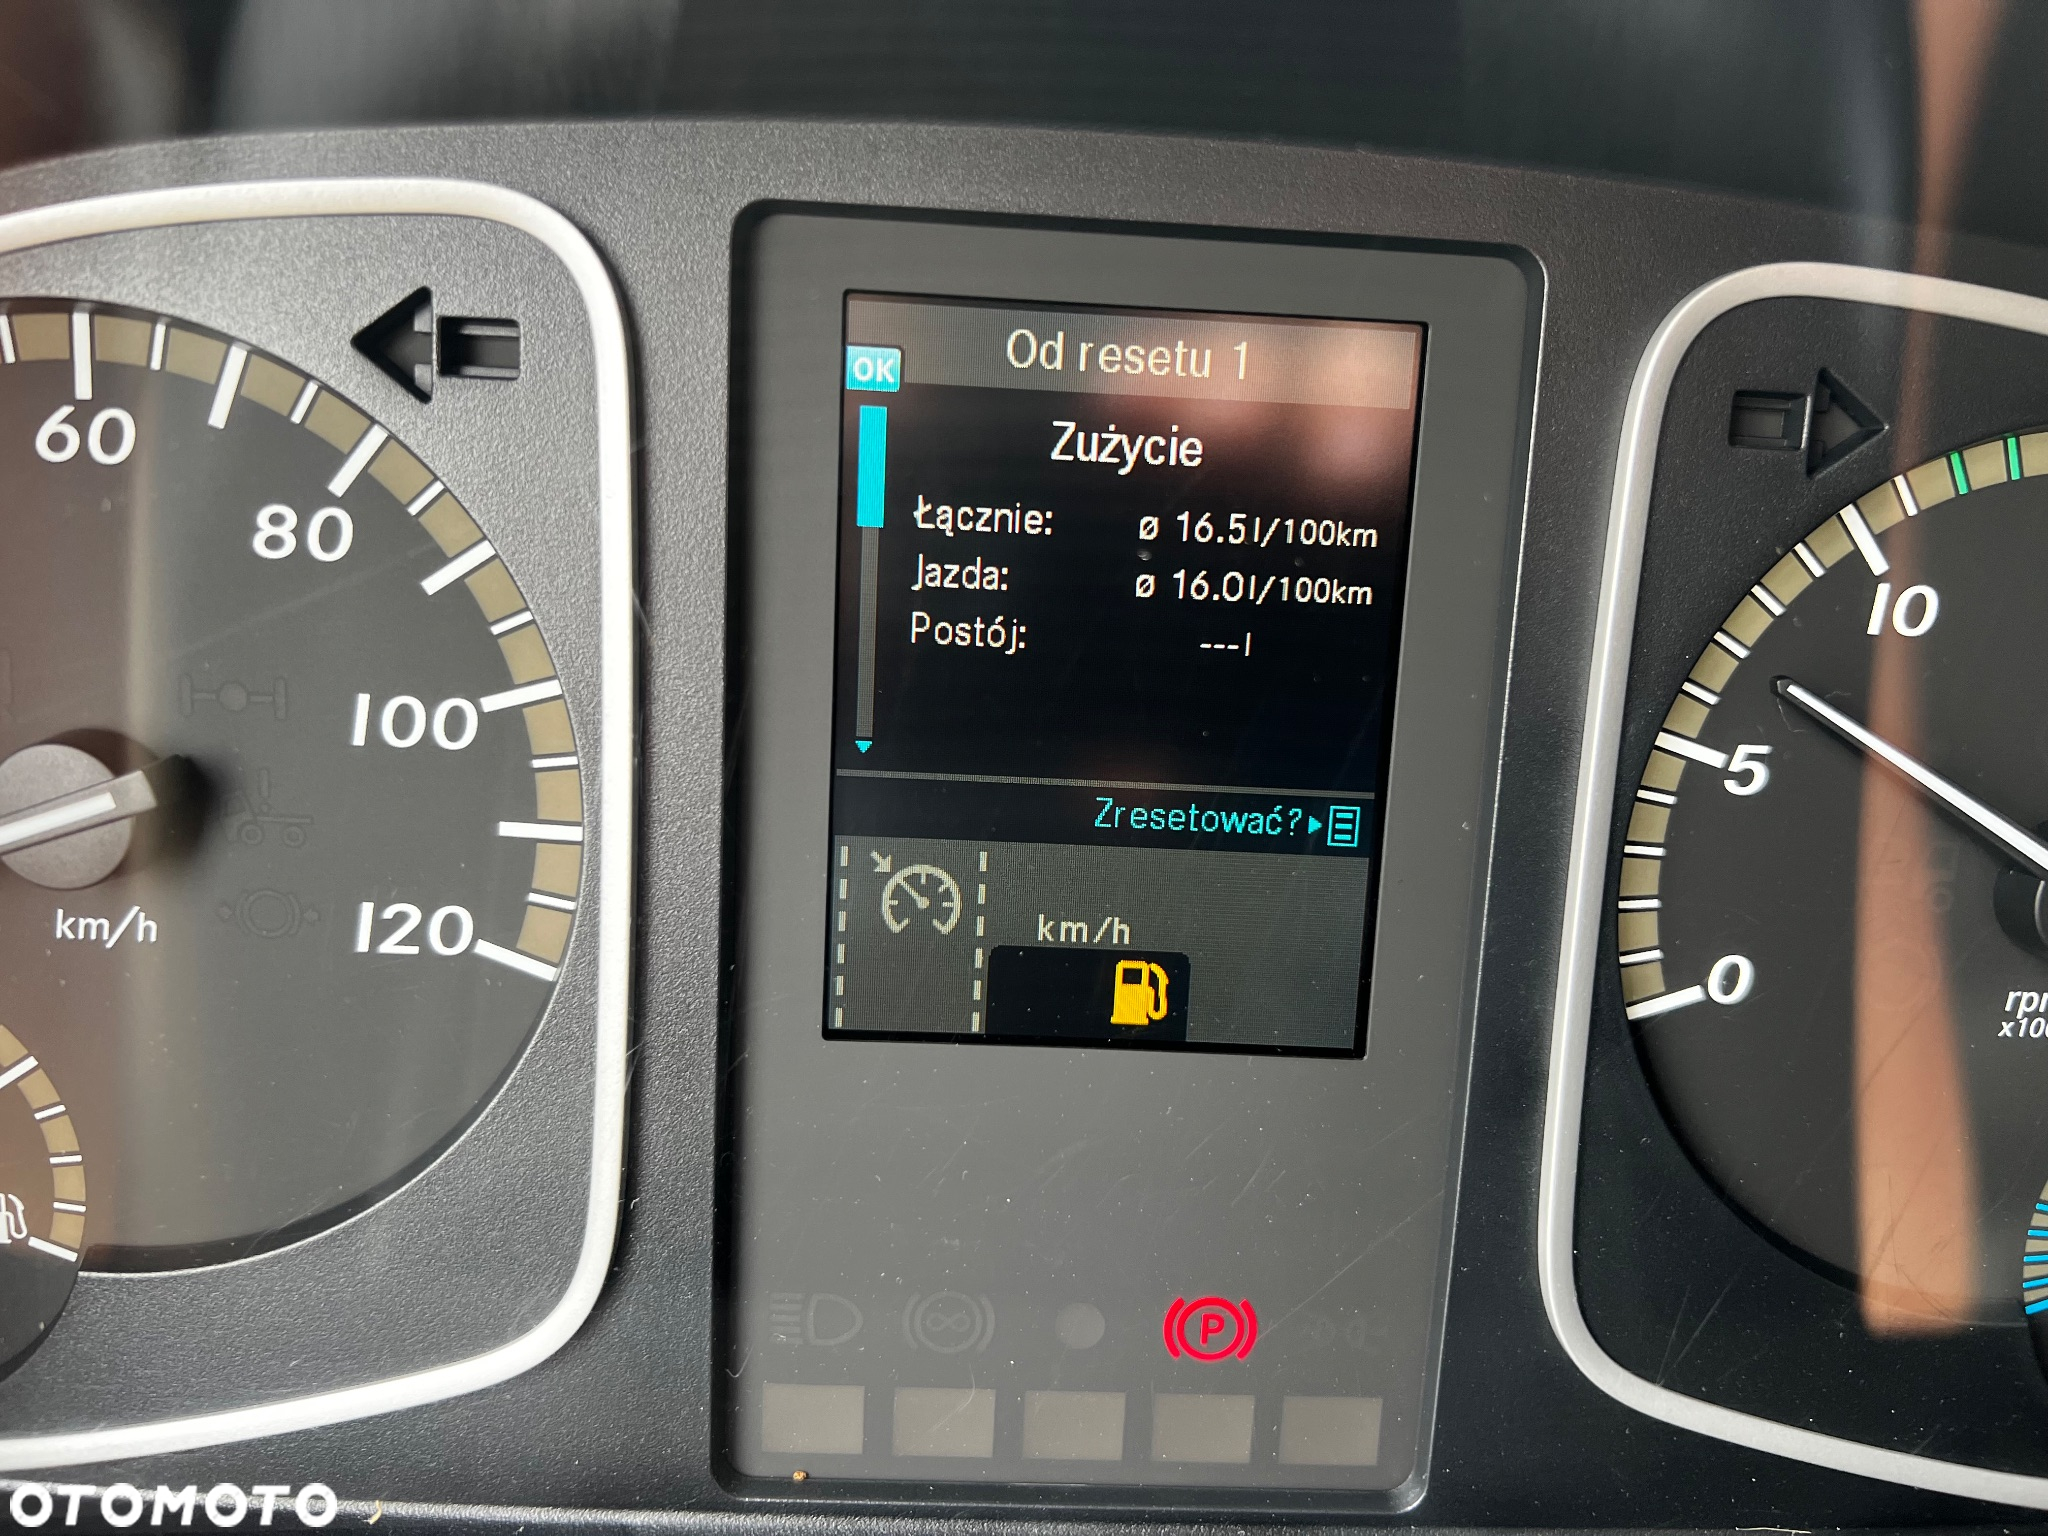 Od resetu 1
OK
Zużycie
Łącznie: ø 16.5l/100km
Jazda: ø 16.0l/100km
Postój: ---l
Zresetować?
km/h
60
80
100
120
km/h
10
5
0
P
OTOMOTO